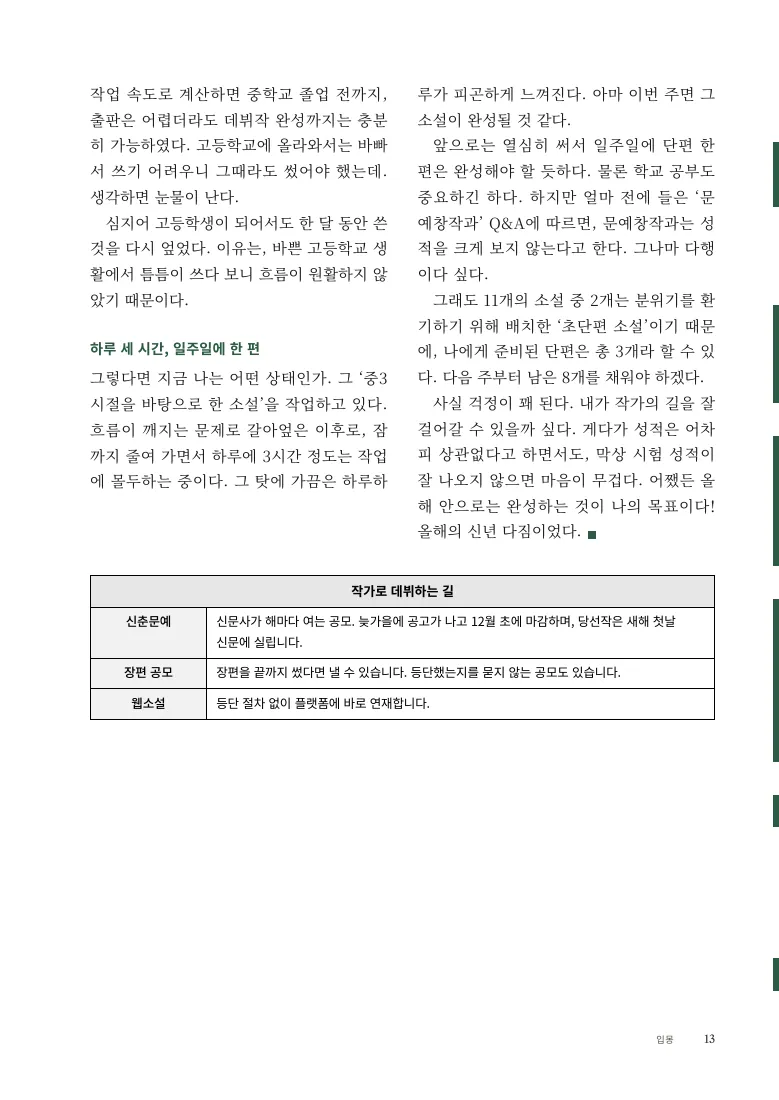 작업 속도로 계산하면 중학교 졸업 전까지,
출판은 어렵더라도 데뷔작 완성까지는 충분
히 가능하였다. 고등학교에 올라와서는 바빠
서 쓰기 어려우니 그때라도 썼어야 했는데.
생각하면 눈물이 난다.
심지어 고등학생이 되어서도 한 달 동안 쓴
것을 다시 엎었다. 이유는, 바쁜 고등학교 생
활에서 틈틈이 쓰다 보니 흐름이 원활하지 않
았기 때문이다.
하루 세 시간, 일주일에 한 편
그렇다면 지금 나는 어떤 상태인가. 그 ‘중3
시절을 바탕으로 한 소설’을 작업하고 있다.
흐름이 깨지는 문제로 갈아엎은 이후로, 잠
까지 줄여 가면서 하루에 3시간 정도는 작업
에 몰두하는 중이다. 그 탓에 가끔은 하루하
루가 피곤하게 느껴진다. 아마 이번 주면 그
소설이 완성될 것 같다.
앞으로는 열심히 써서 일주일에 단편 한
편은 완성해야 할 듯하다. 물론 학교 공부도
중요하긴 하다. 하지만 얼마 전에 들은 ‘문
예창작과’ Q&A에 따르면, 문예창작과는 성
적을 크게 보지 않는다고 한다. 그나마 다행
이다 싶다.
그래도 11개의 소설 중 2개는 분위기를 환
기하기 위해 배치한 ‘초단편 소설’이기 때문
에, 나에게 준비된 단편은 총 3개라 할 수 있
다. 다음 주부터 남은 8개를 채워야 하겠다.
사실 걱정이 꽤 된다. 내가 작가의 길을 잘
걸어갈 수 있을까 싶다. 게다가 성적은 어차
피 상관없다고 하면서도, 막상 시험 성적이
잘 나오지 않으면 마음이 무겁다. 어쨌든 올
해 안으로는 완성하는 것이 나의 목표이다!
올해의 신년 다짐이었다.
작가로 데뷔하는 길
신춘문예
신문사가 해마다 여는 공모. 늦가을에 공고가 나고 12월 초에 마감하며, 당선작은 새해 첫날
신문에 실립니다.
장편 공모
장편을 끝까지 썼다면 낼 수 있습니다. 등단했는지를 묻지 않는 공모도 있습니다.
웹소설
등단 절차 없이 플랫폼에 바로 연재합니다.
입몽 13